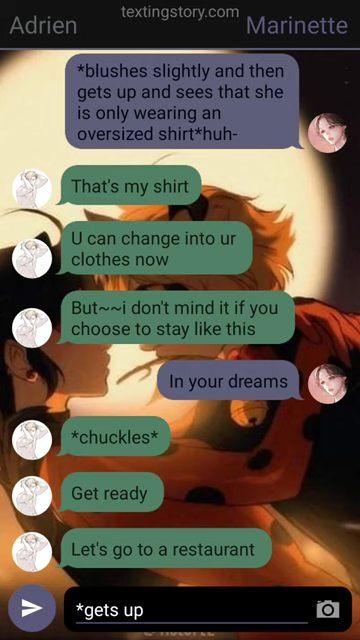 textingstory.com
Adrien
Marinette
*blushes slightly and then
gets up and sees that she
is only wearing an
oversized shirt*huh-
That's my shirt
U can change into ur
clothes now
But~~i don't mind it if you
choose to stay like this
In your dreams
*chuckles*
Get ready
Let's go to a restaurant
*gets up